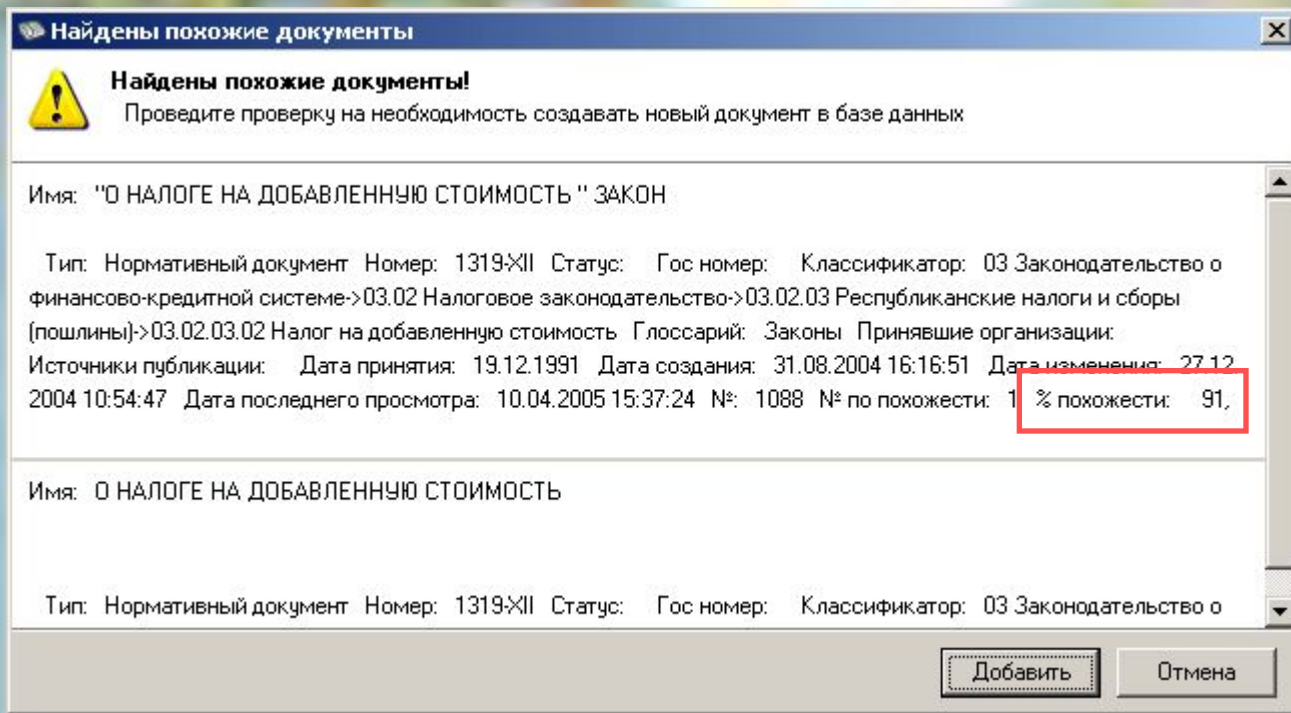 Найдены похожие документы
Найдены похожие документы!
Проведите проверку на необходимость создавать новый документ в базе данных
Имя: "О НАЛОГЕ НА ДОБАВЛЕННУЮ СТОИМОСТЬ " ЗАКОН
Тип: Нормативный документ Номер: 1319-XII Статус: Гос номер: Классификатор: 03 Законодательство о
финансово-кредитной системе->03.02 Налоговое законодательство->03.02.03 Республиканские налоги и сборы
(пошлины)->03.02.03.02 Налог на добавленную стоимость Глоссарий: Законы Принявшие организации:
Источники публикации: Дата принятия: 19.12.1991 Дата создания: 31.08.2004 16:16:51 Дата изменения: 27.12
2004 10:54:47 Дата последнего просмотра: 10.04.2005 15:37:24 №: 1088 № по похожести: 1 % похожести: 91,
Имя: О НАЛОГЕ НА ДОБАВЛЕННУЮ СТОИМОСТЬ
Тип: Нормативный документ Номер: 1319-XII Статус: Гос номер: Классификатор: 03 Законодательство о
Добавить Отмена